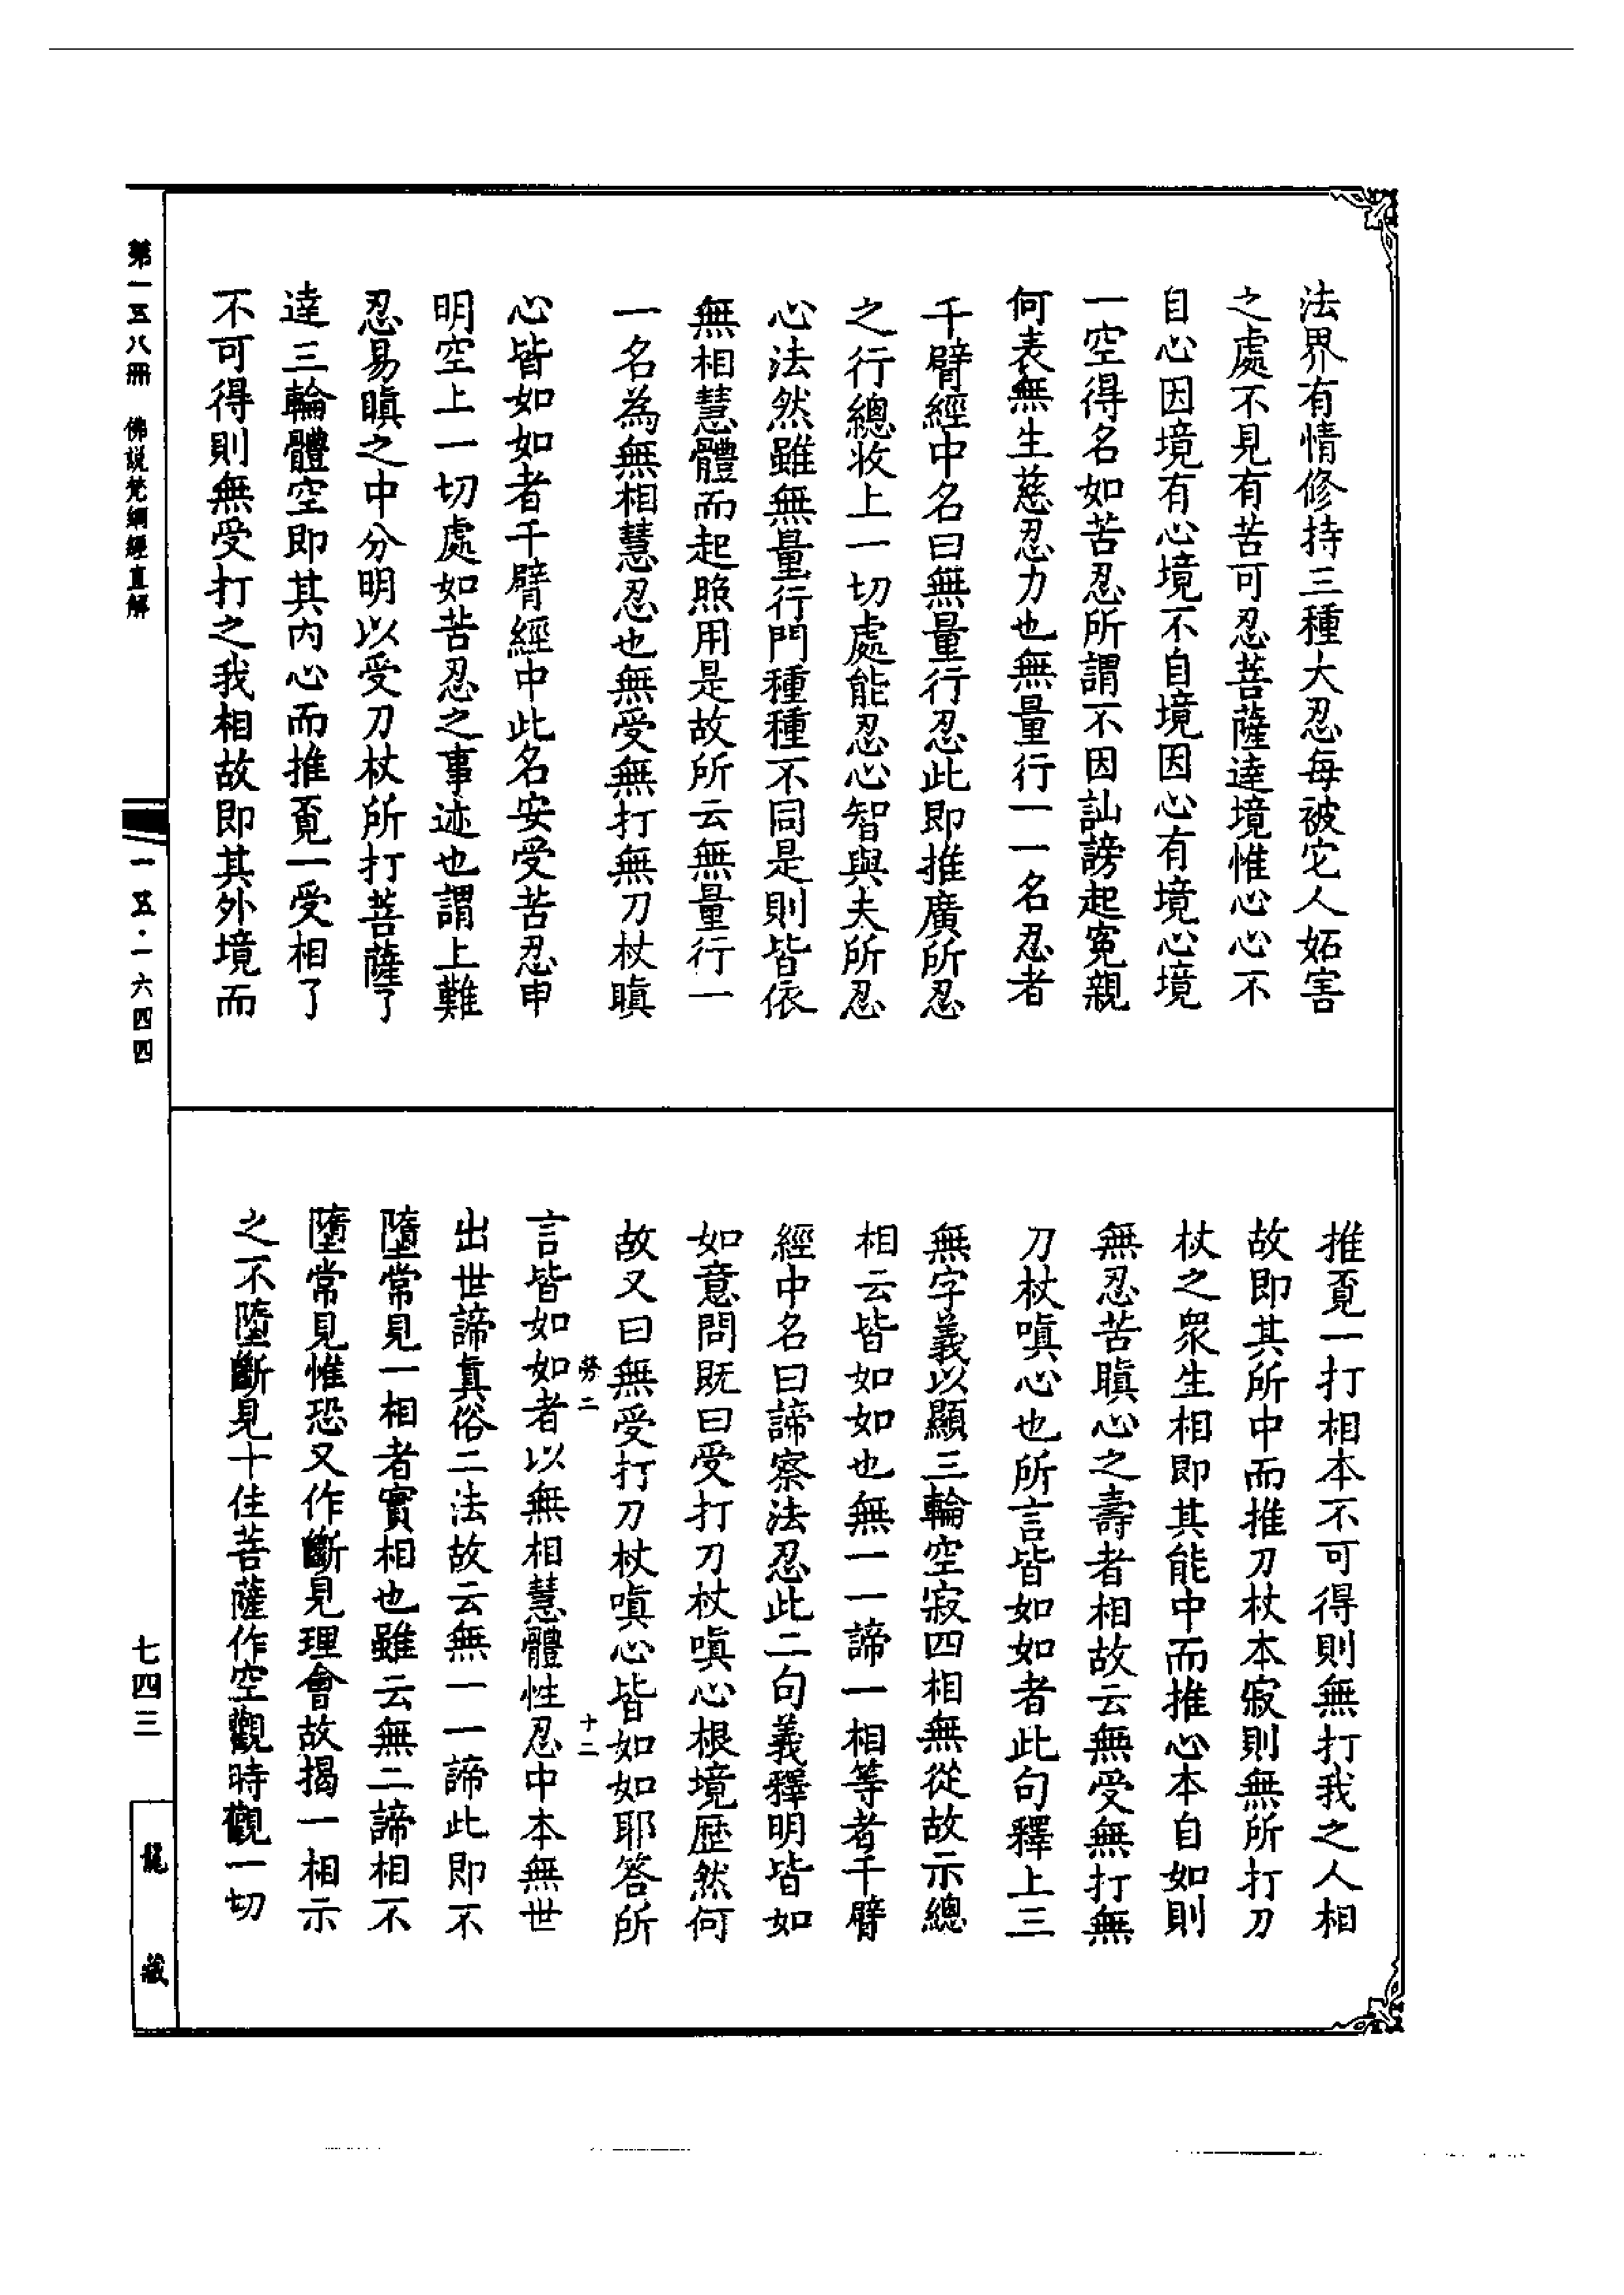 法界有情修持三種大忍每被它人妬害
之處不見有苦可忍菩薩達境惟心心不
自心因境有心境不自境因心有境心境
一空得名如苦忍所謂不因訕謗起寃親
何表無生慈忍力也無量行一一名忍者
千臂經中名曰無量行忍此即推廣所忍
之行總收上一切處能忍心智與夫所忍
心法然雖無量行門種種不同是則皆依
無相慧體而起照用是故所云無量行一
一名為無相慧忍也無受無打無刀杖瞋
心皆如如者千臂經中此名安受苦忍申
明空上一切處如苦忍之事迹也謂上難
忍易瞋之中分明以受刀杖所打菩薩了
達三輪體空即其內心而推覔一受相了
不可得則無受打之我相故即其外境而
推覔一打相本不可得則無打我之人相
故即其所中而推刀杖本寂則無所打刀
杖之衆生相即其能中而推心本自如則
無忍苦瞋心之壽者相故云無受無打無
刀杖嗔心也所言皆如如者此句釋上三
無字義以顯三輪空寂四相無從故示總
相云皆如如也無一一諦一相等者千臂
經中名曰諦察法忍此二句義釋明皆如
如意問既曰受打刀杖嗔心根境歷然何
故又曰無受打刀杖嗔心皆如如耶答所
言皆如如者以無相慧體性忍中本無世
出世諦真俗二法故云無一一諦此即不
墮常見一相者實相也雖云無二諦相不
墮常見惟恐又作斷見理會故揭一相示
之不墮斷見十住菩薩作空觀時觀一切
勞二
十二
第一五八冊 佛說梵網經直解
一五·一六四四
七四三
龍藏